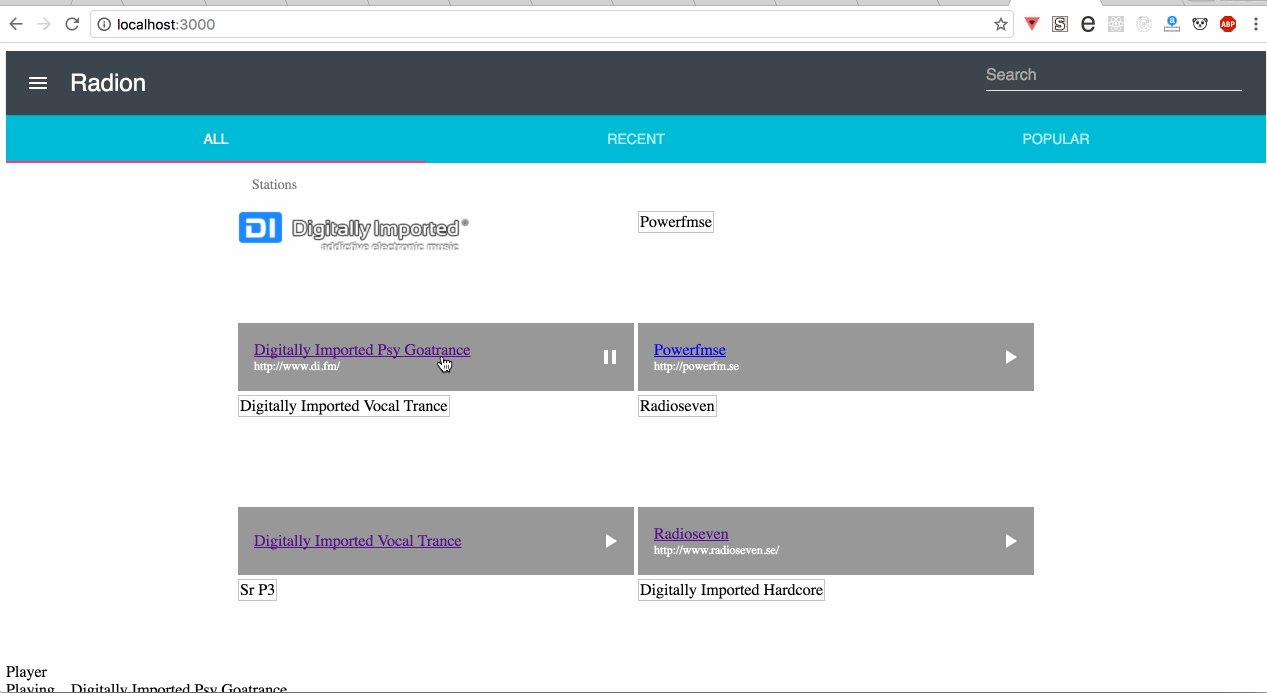 localhost:3000
S
e
a
ABP
Radion
Search
ALL
RECENT
POPULAR
Stations
DI Digitally Imported®
addictive electronic music
Powerfmse
Digitally Imported Psy Goatrance
http://www.di.fm/
Powerfmse
http://powerfm.se
Digitally Imported Vocal Trance
Radioseven
Digitally Imported Vocal Trance
Radioseven
http://www.radioseven.se/
Sr P3
Digitally Imported Hardcore
Player
Playing Digitally Imported Psy Goatrance